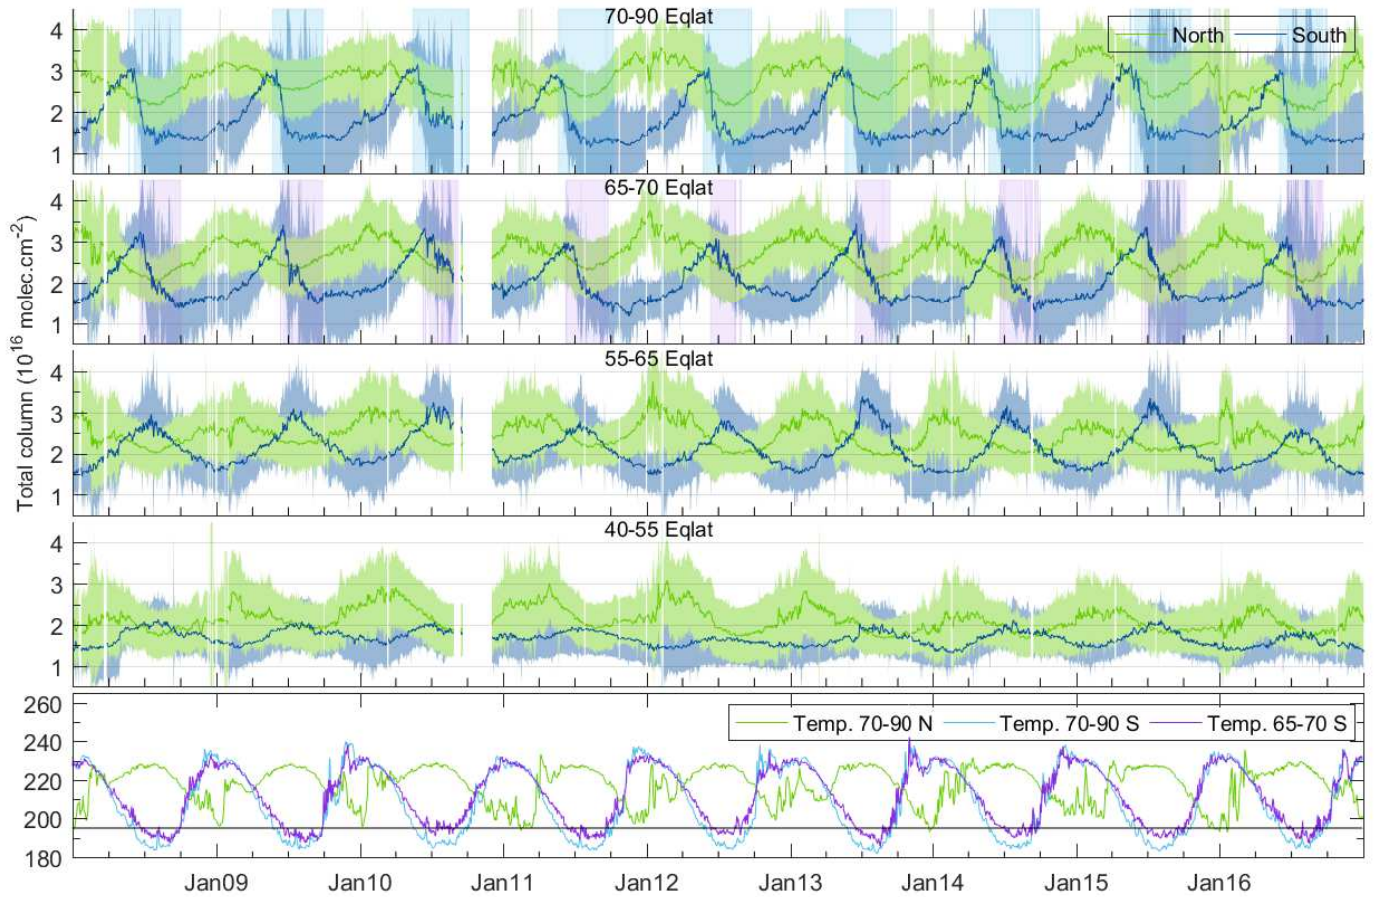 70-90 Eqlat
North South
4
3
2
1
65-70 Eqlat
4
3
2
1
Total column (10^16 molec.cm^-2)
55-65 Eqlat
4
3
2
1
40-55 Eqlat
4
3
2
1
Temp. 70-90 N Temp. 70-90 S Temp. 65-70 S
260
240
220
200
180
Jan09 Jan10 Jan11 Jan12 Jan13 Jan14 Jan15 Jan16